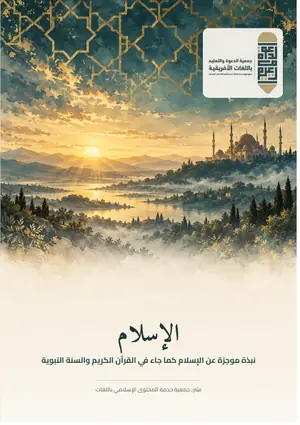 جمعية الدعوة والتعليم
باللغات الأفريقية
الإسلام
نبذة موجزة عن الإسلام كما جاء في القرآن الكريم والسنة النبوية
نشر: جمعية خدمة المحتوى الإسلامي باللغات